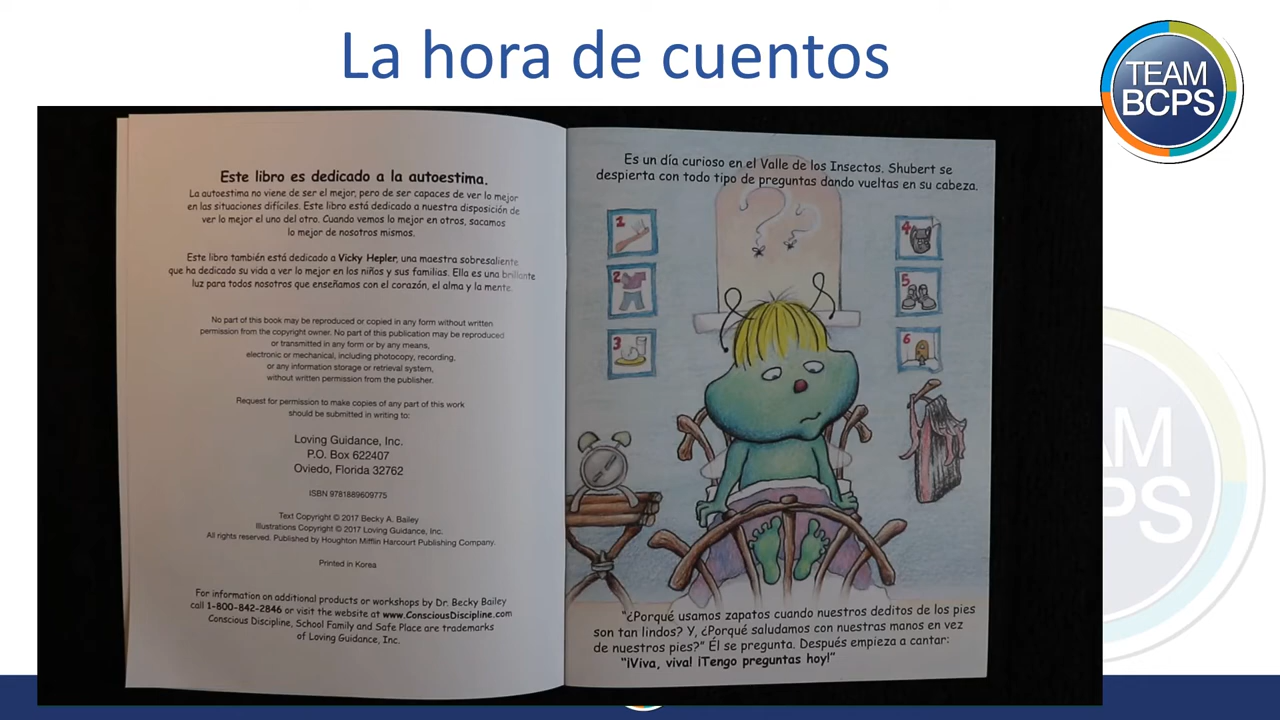 La hora de cuentos
TEAM
BCPS
Este libro es dedicado a la autoestima.
La autoestima no viene de ser el mejor, pero de ser capaces de ver lo mejor
en las situaciones difíciles. Este libro está dedicado a nuestra disposición de
ver lo mejor el uno del otro. Cuando vemos lo mejor en otros, sacamos
lo mejor de nosotros mismos.
Este libro también está dedicado a Vicky Hepler, una maestra sobresaliente
que ha dedicado su vida a ver lo mejor en los niños y sus familias. Ella es una brillante
luz para todos nosotros que enseñamos con el corazón, el alma y la mente.
No part of this book may be reproduced or copied in any form without written
permission from the copyright owner. No part of this publication may be reproduced
or transmitted in any form or by any means,
electronic or mechanical, including photocopy, recording,
or any information storage or retrieval system,
without written permission from the publisher.
Request for permission to make copies of any part of this work
should be submitted in writing to:
Loving Guidance, Inc.
P.O. Box 622407
Oviedo, Florida 32762
ISBN 9781889609775
Text Copyright © 2017 Becky A. Bailey
Illustrations Copyright © 2017 Loving Guidance, Inc.
All rights reserved. Published by Houghton Mifflin Harcourt Publishing Company.
Printed in Korea
For information on additional products or workshops by Dr. Becky Bailey
call 1-800-842-2846 or visit the website at www.ConsciousDiscipline.com
Conscious Discipline, School Family and Safe Place are trademarks
of Loving Guidance, Inc.
Es un día curioso en el Valle de los Insectos. Shubert se
despierta con todo tipo de preguntas dando vueltas en su cabeza.
1
2
3
4
5
6
"¿Porqué usamos zapatos cuando nuestros deditos de los pies
son tan lindos? Y, ¿Porqué saludamos con nuestras manos en vez
de nuestros pies?" Él se pregunta. Después empieza a cantar:
"¡Viva, viva! ¡Tengo preguntas hoy!"
AM
PS